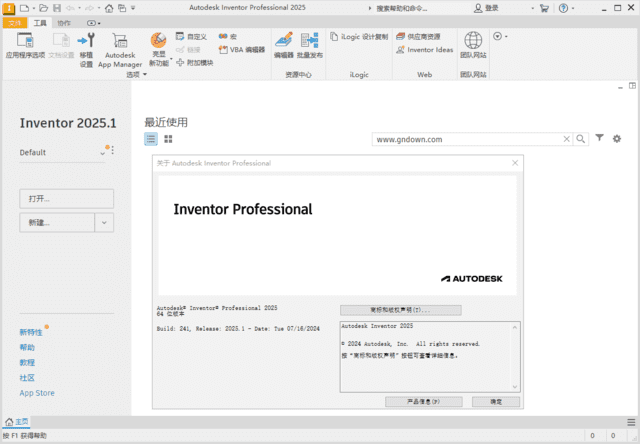 Autodesk Inventor Professional 2025
搜索帮助和命令...
登录
文件
工具
协作
应用程序选项
文档设置
移植
设置
Autodesk
App Manager
亮显
新功能
自定义
链接
附加模块
宏
VBA 编辑器
编辑器
批量发布
iLogic 设计复制
供应商资源
Inventor Ideas
团队网站
选项
资源中心
iLogic
Web
团队网站
Inventor 2025.1
Default
打开...
新建...
新特性
帮助
教程
社区
App Store
最近使用
www.gndown.com
关于 Autodesk Inventor Professional
Inventor Professional
AUTODESK
Autodesk® Inventor® Professional 2025
64 位版本
Build: 241, Release: 2025.1 - Date: Tue 07/16/2024
商标和版权声明(T)...
Autodesk Inventor 2025
© 2024 Autodesk, Inc. All rights reserved.
按"商标和版权声明"按钮可查看详细信息。
产品信息(P)
确定
主页
按 F1 获得帮助
0
0